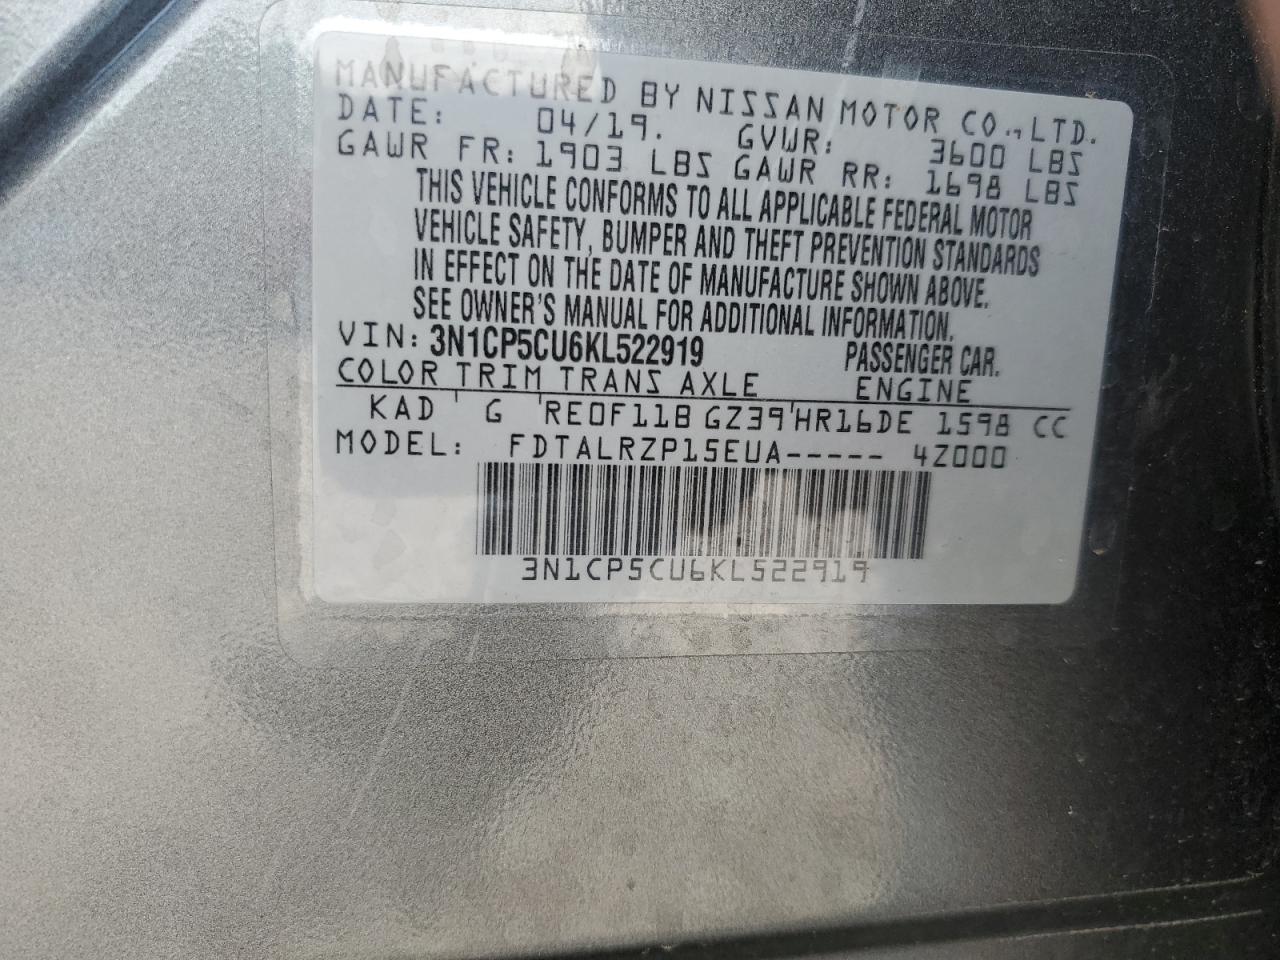 MANUFACTURED BY NISSAN MOTOR CO., LTD.
DATE: 04/19. GVWR: 3600 LBS
GAWR FR: 1903 LBS GAWR RR: 1698 LBS
THIS VEHICLE CONFORMS TO ALL APPLICABLE FEDERAL MOTOR
VEHICLE SAFETY, BUMPER AND THEFT PREVENTION STANDARDS
IN EFFECT ON THE DATE OF MANUFACTURE SHOWN ABOVE.
SEE OWNER'S MANUAL FOR ADDITIONAL INFORMATION.
VIN: 3N1CP5CU6KL522919 PASSENGER CAR.
COLOR TRIM TRANS AXLE ENGINE
KAD ' G 'RE0F11B GZ39'HR16DE 1598 CC
MODEL: FDTALRZP15EUA----- 4Z000
3N1CP5CU6KL522919